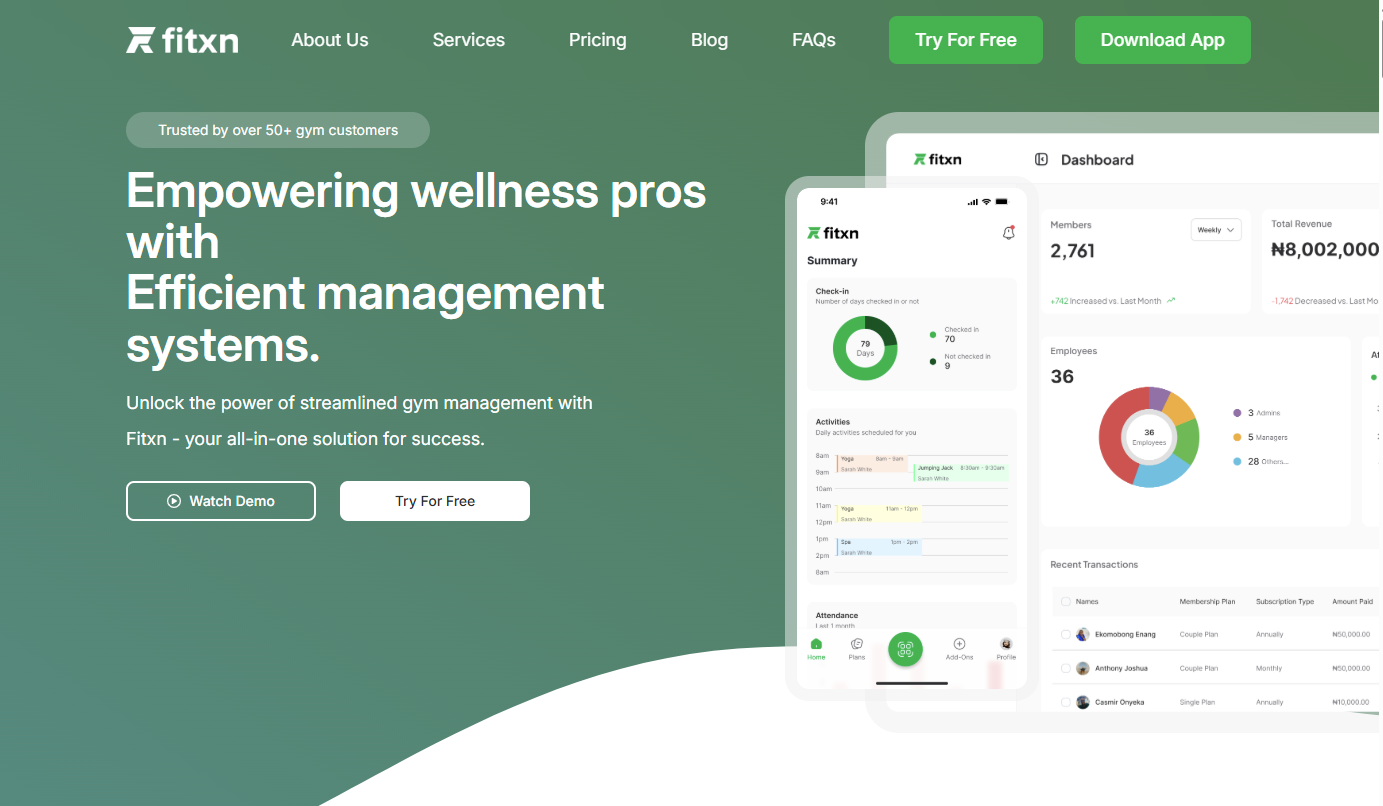 fitxn
About Us
Services
Pricing
Blog
FAQs
Try For Free
Download App
Trusted by over 50+ gym customers
Empowering wellness pros
with
Efficient management
systems.
Unlock the power of streamlined gym management with
Fitxn - your all-in-one solution for success.
Watch Demo
Try For Free
9:41
fitxn
Summary
Check-in
Number of days checked in or not
79
Days
Checked in
70
Not checked in
9
Activities
Daily activities scheduled for you
8am
Yoga 8am - 9am
Sarah White
9am
Jumping Jack 8:30am - 9:30am
Sarah White
10am
11am
Yoga 11am - 12pm
Sarah White
12pm
1pm
Spa 1pm - 2pm
Sarah White
2pm
8am
Attendance
Last 1 month
Home
Plans
Add-Ons
Profile
fitxn
Dashboard
Members
Weekly
2,761
+742 Increased vs. Last Month
Total Revenue
₦8,002,000
-1,742 Decreased vs. Last Mo
Employees
36
36
Employees
3 Admins
5 Managers
28 Others...
Recent Transactions
Names Membership Plan Subscription Type Amount Paid
Ekomobong Enang Couple Plan Annually ₦50,000.00
Anthony Joshua Couple Plan Monthly ₦50,000.00
Casmir Onyeka Single Plan Annually ₦10,000.00